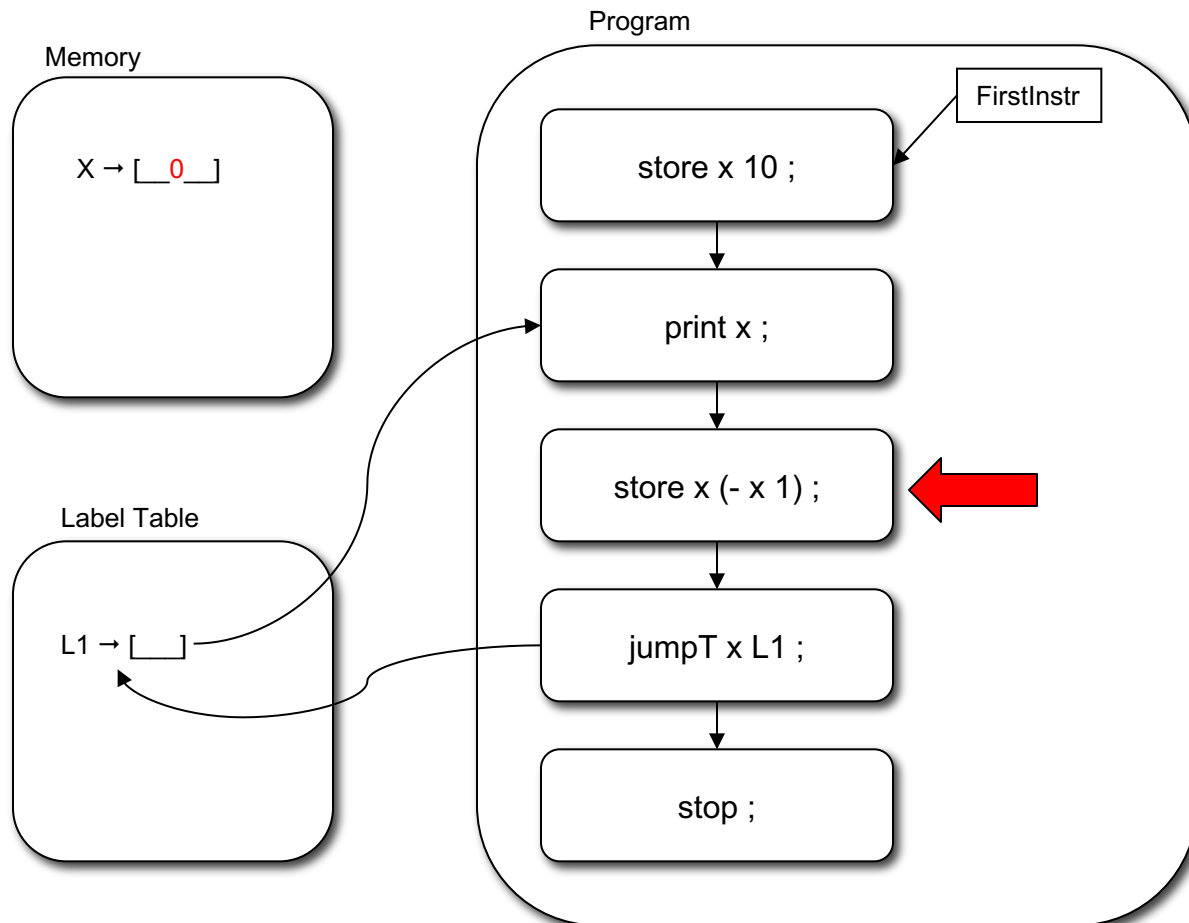 Program
Memory
FirstInstr
X → [__0__]
store x 10 ;
print x ;
store x (- x 1) ;
Label Table
L1 → [___]
jumpT x L1 ;
stop ;